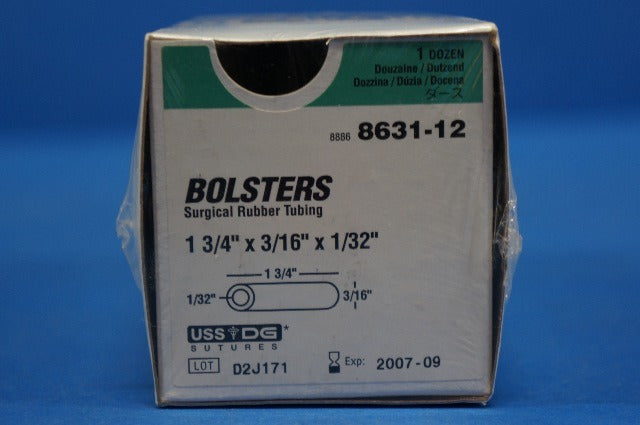 1 DOZEN
Douzaine / Dutzend
Dozzina / Dúzia / Docena
ダース
8886 8631-12
BOLSTERS
Surgical Rubber Tubing
1 3/4" x 3/16" x 1/32"
1 3/4"
1/32" 3/16"
USS DG*
SUTURES
LOT D2J171 Exp: 2007-09